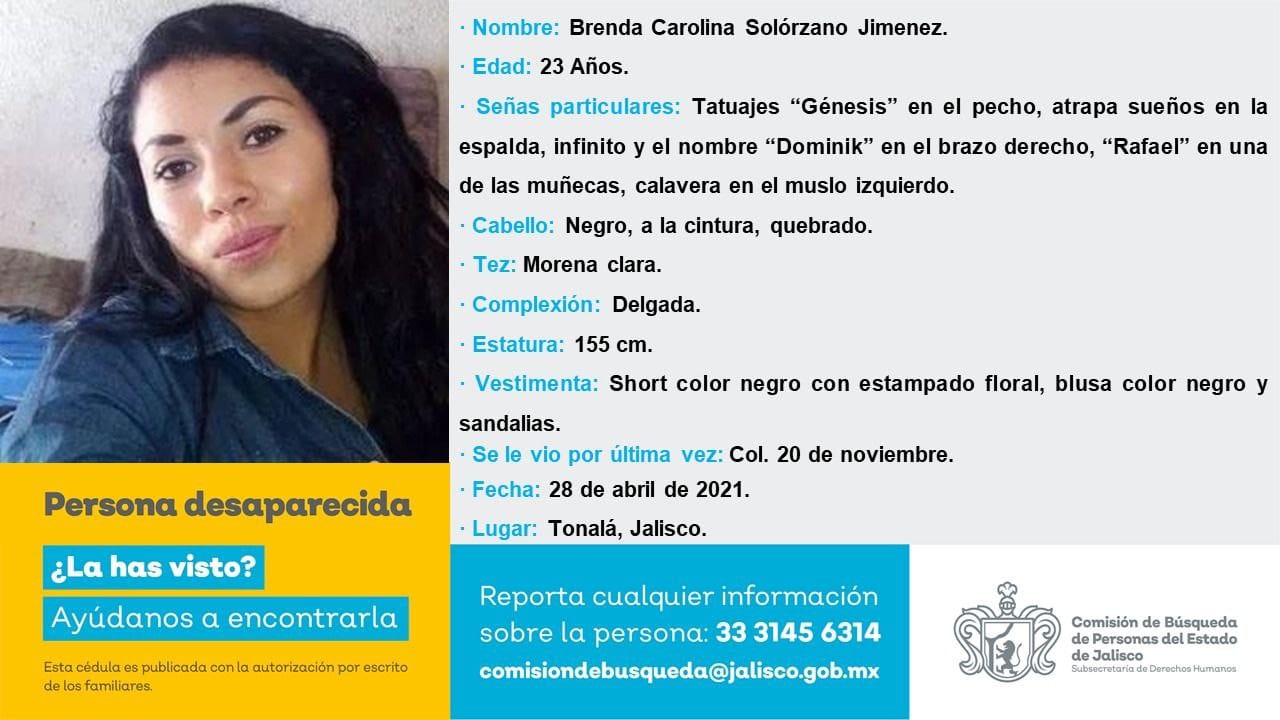 · Nombre: Brenda Carolina Solórzano Jimenez.
· Edad: 23 Años.
· Señas particulares: Tatuajes “Génesis” en el pecho, atrapa sueños en la
espalda, infinito y el nombre “Dominik” en el brazo derecho, “Rafael” en una
de las muñecas, calavera en el muslo izquierdo.
· Cabello: Negro, a la cintura, quebrado.
· Tez: Morena clara.
· Complexión: Delgada.
· Estatura: 155 cm.
· Vestimenta: Short color negro con estampado floral, blusa color negro y
sandalias.
· Se le vio por última vez: Col. 20 de noviembre.
· Fecha: 28 de abril de 2021.
· Lugar: Tonalá, Jalisco.
Persona desaparecida
¿La has visto?
Ayúdanos a encontrarla
Esta cédula es publicada con la autorización por escrito
de los familiares.
Reporta cualquier información
sobre la persona: 33 3145 6314
comisiondebusqueda@jalisco.gob.mx
Comisión de Búsqueda
de Personas del Estado
de Jalisco
Subsecretaría de Derechos Humanos